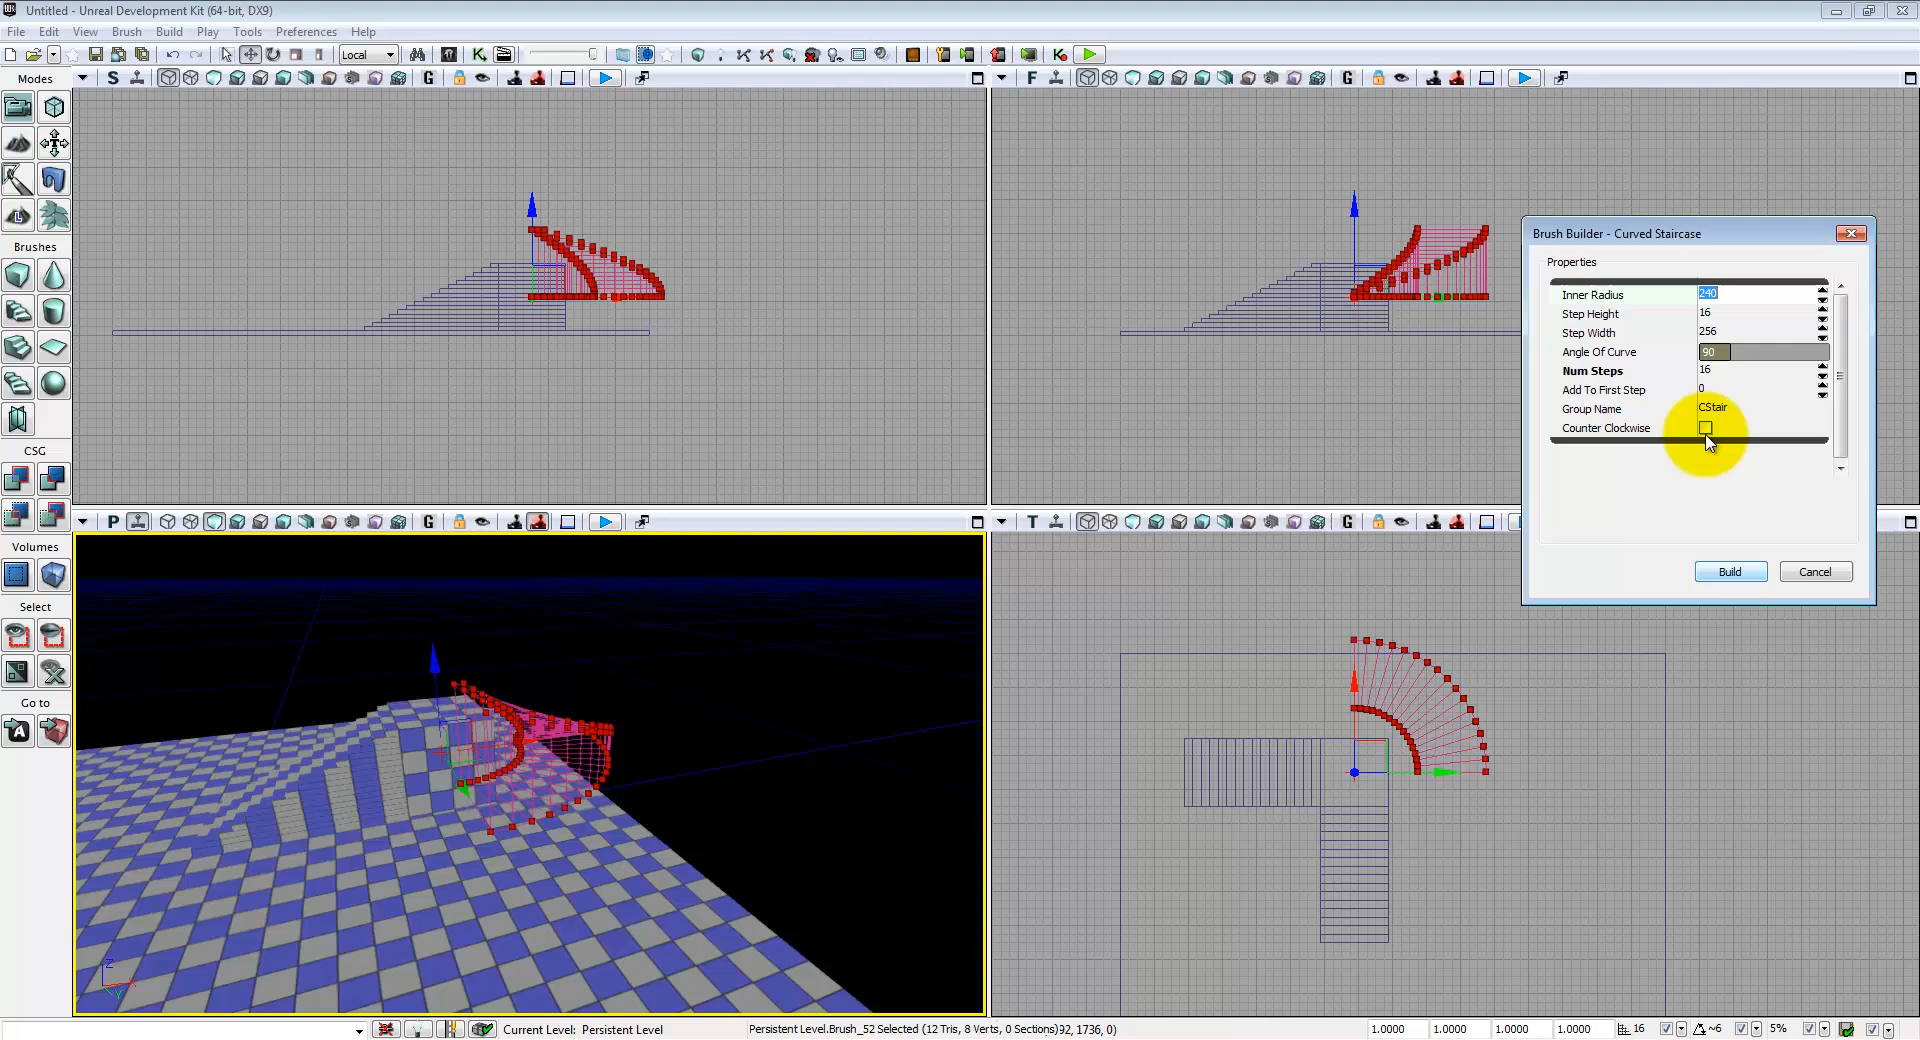 Untitled - Unreal Development Kit (64-bit, DX9)
File Edit View Brush Build Play Preferences Help
Local
Modes
S G
F G
Brushes
CSG
Volumes
Select
Go to
Brush Builder - Curved Staircase
Properties
Inner Radius 240
Step Height 16
Step Width 256
Angle Of Curve 90
Num Steps 16
Add To First Step 0
Group Name CStair
Counter Clockwise
Build Cancel
P G
T G
Z
X
Y
Current Level: Persistent Level
Persistent Level.Brush_52 Selected (12 Tris, 8 Verts, 0 Sections)92, 1736, 0)
1.0000 1.0000 1.0000 1.0000 16 ~6 5%